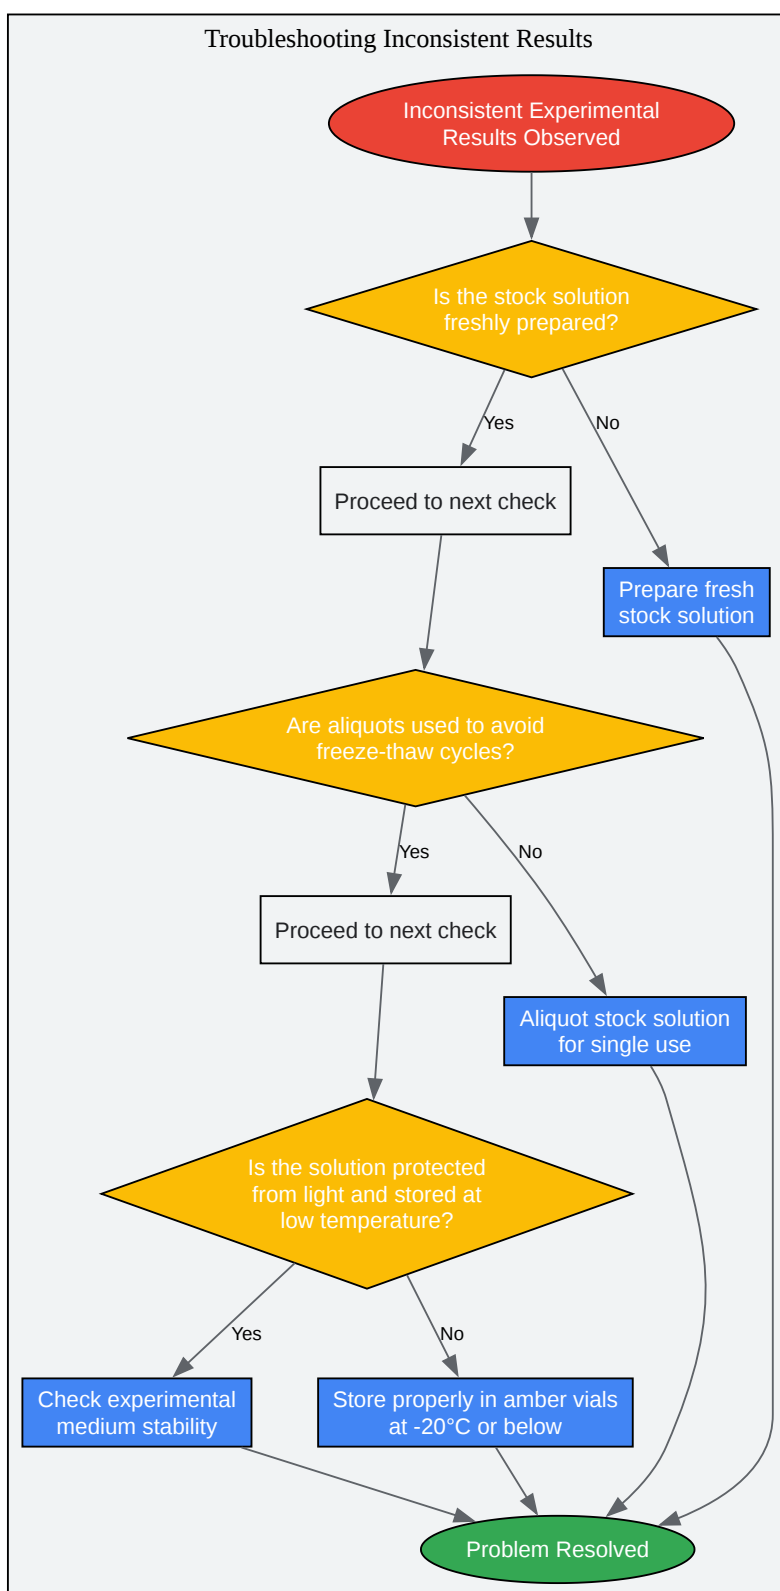 Troubleshooting Inconsistent Results
Inconsistent Experimental
Results Observed
Is the stock solution
freshly prepared?
Yes
No
Proceed to next check
Prepare fresh
stock solution
Are aliquots used to avoid
freeze-thaw cycles?
Yes
No
Proceed to next check
Aliquot stock solution
for single use
Is the solution protected
from light and stored at
low temperature?
Yes
No
Check experimental
medium stability
Store properly in amber vials
at -20°C or below
Problem Resolved